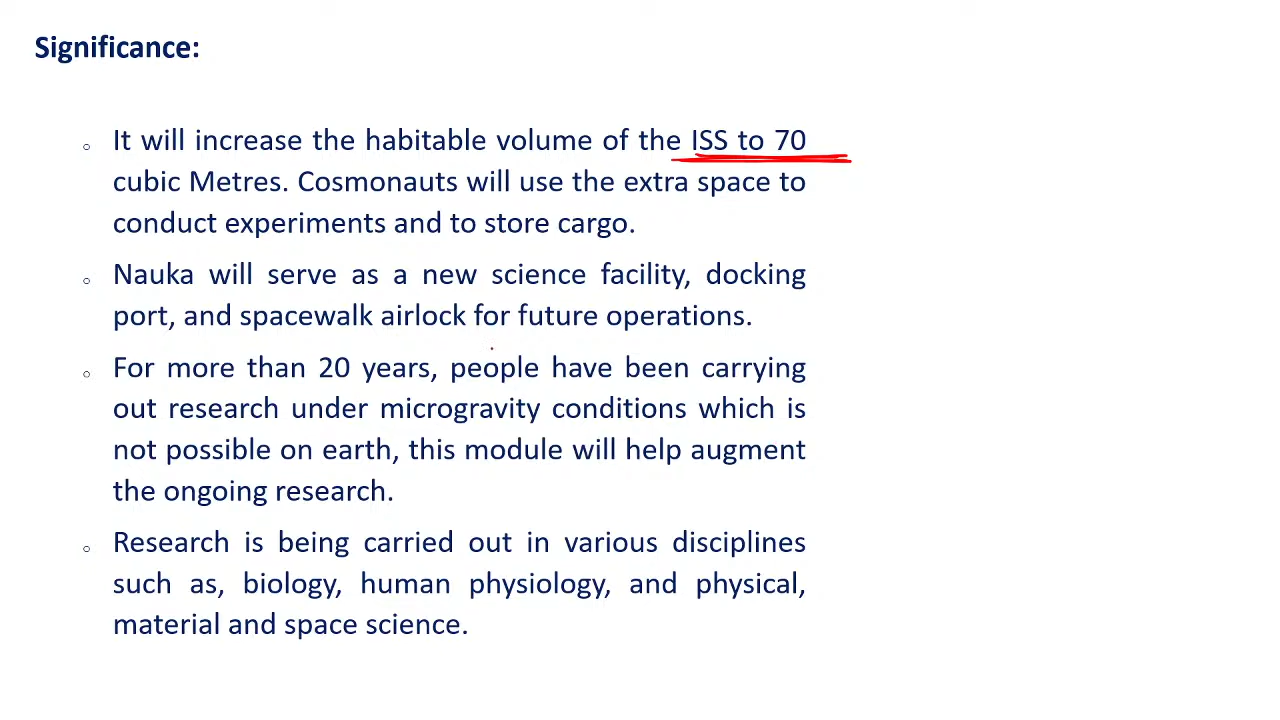 Significance:
It will increase the habitable volume of the ISS to 70
cubic Metres. Cosmonauts will use the extra space to
conduct experiments and to store cargo.
Nauka will serve as a new science facility, docking
port, and spacewalk airlock for future operations.
For more than 20 years, people have been carrying
out research under microgravity conditions which is
not possible on earth, this module will help augment
the ongoing research.
Research is being carried out in various disciplines
such as, biology, human physiology, and physical,
material and space science.